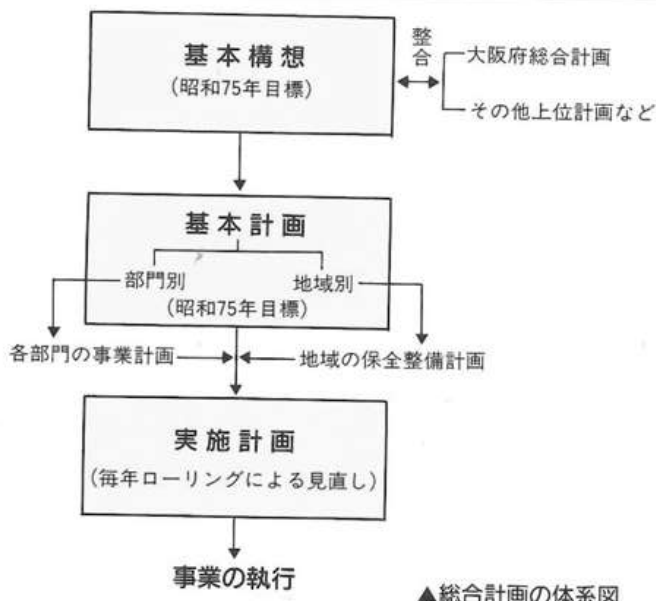 基本構想
(昭和75年目標)
整合
大阪府総合計画
その他上位計画など
基本計画
部門別
地域別
(昭和75年目標)
各部門の事業計画
地域の保全整備計画
実施計画
(毎年ローリングによる見直し)
事業の執行
▲総合計画の体系図